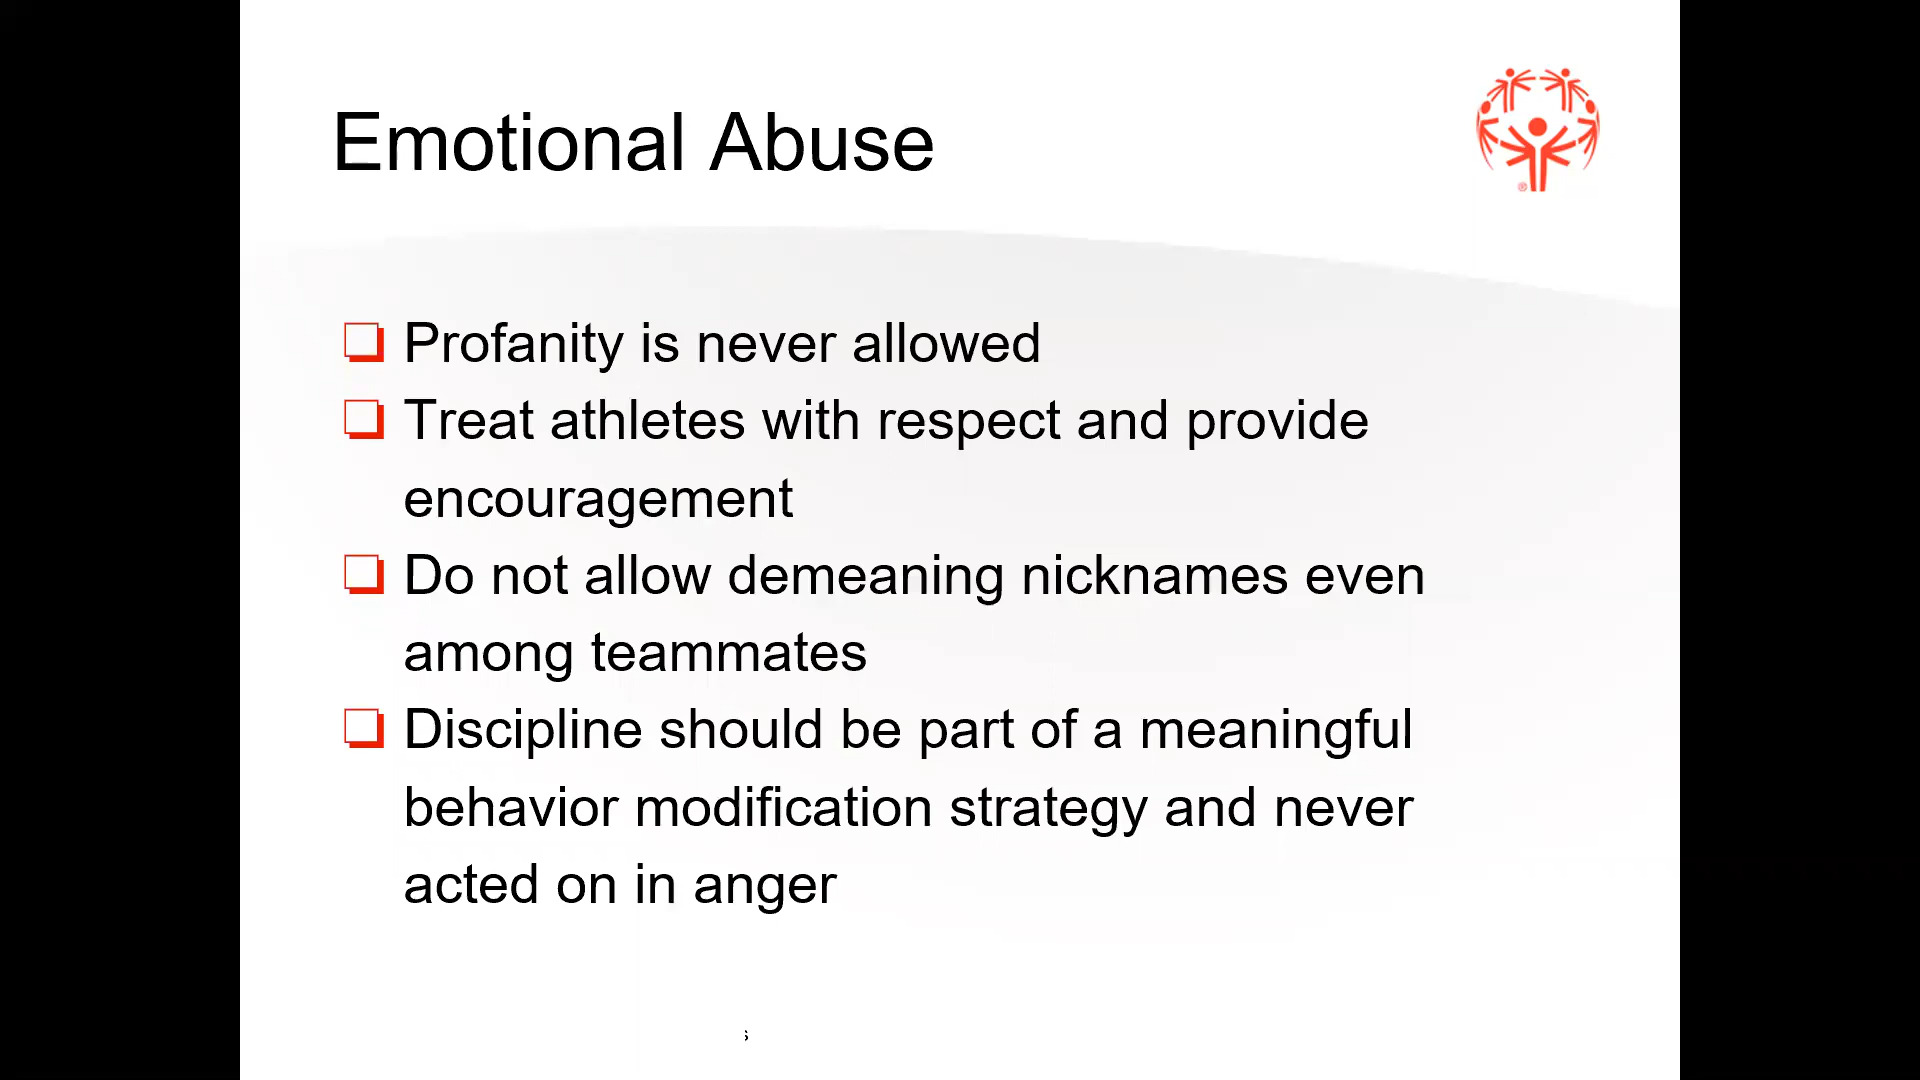 Emotional Abuse
Profanity is never allowed
Treat athletes with respect and provide
encouragement
Do not allow demeaning nicknames even
among teammates
Discipline should be part of a meaningful
behavior modification strategy and never
acted on in anger